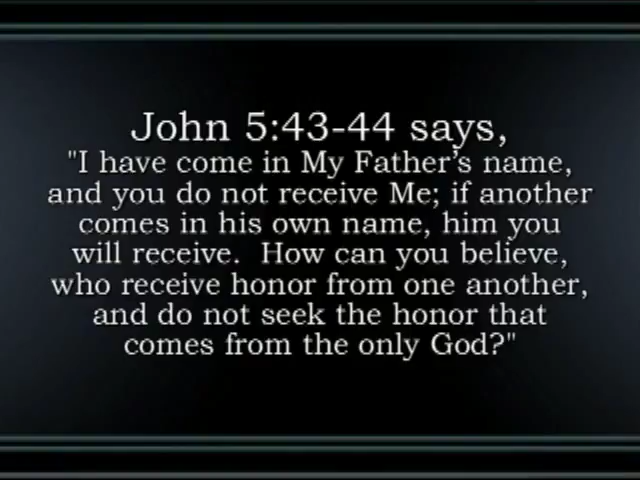 John 5:43-44 says,
"I have come in My Father's name,
and you do not receive Me; if another
comes in his own name, him you
will receive.  How can you believe,
who receive honor from one another,
and do not seek the honor that
comes from the only God?"